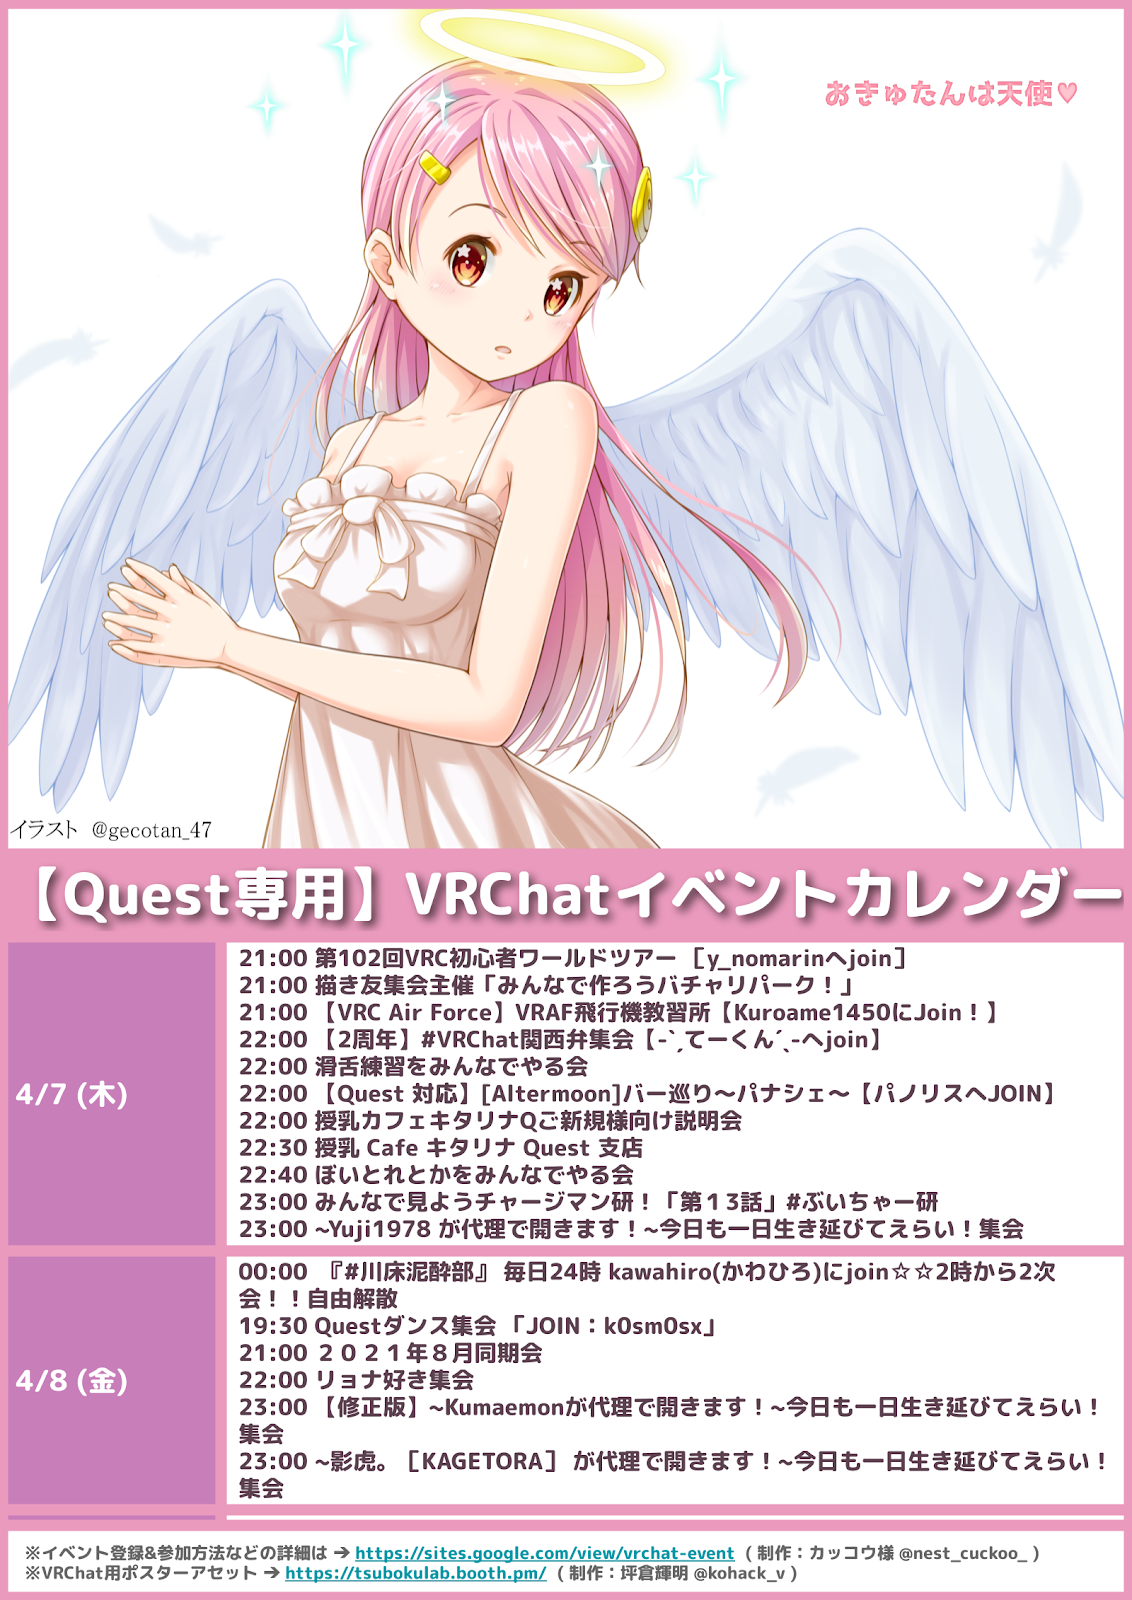 おきゅたんは天使♥
イラスト @gecotan_47
【Quest専用】VRChatイベントカレンダー
4/7 (木)
21:00 第102回VRC初心者ワールドツアー ［y_nomarinへjoin］
21:00 描き友集会主催「みんなで作ろうバチャリパーク！」
21:00 【VRC Air Force】VRAF飛行機教習所【Kuroame1450にJoin！】
22:00 【2周年】#VRChat関西弁集会【-`ˏてーくん´ˎ-へjoin】
22:00 滑舌練習をみんなでやる会
22:00 【Quest 対応】[Altermoon]バー巡り～パナシェ～【パノリスへJOIN】
22:00 授乳カフェキタリナQご新規様向け説明会
22:30 授乳 Cafe キタリナ Quest 支店
22:40 ぼいとれとかをみんなでやる会
23:00 みんなで見ようチャージマン研！「第１3話」#ぶいちゃー研
23:00 ~Yuji1978 が代理で開きます！~今日も一日生き延びてえらい！集会
4/8 (金)
00:00 『#川床泥酔部』 毎日24時 kawahiro(かわひろ)にjoin☆☆2時から2次
会！！自由解散
19:30 Questダンス集会 「JOIN：k0sm0sx」
21:00 ２０２１年８月同期会
22:00 リョナ好き集会
23:00 【修正版】~Kumaemonが代理で開きます！~今日も一日生き延びてえらい！
集会
23:00 ~影虎。［KAGETORA］ が代理で開きます！~今日も一日生き延びてえらい！
集会
※イベント登録&参加方法などの詳細は ➔ https://sites.google.com/view/vrchat-event ( 制作：カッコウ様 @nest_cuckoo_ )
※VRChat用ポスターアセット ➔ https://tsubokulab.booth.pm/ ( 制作：坪倉輝明 @kohack_v )